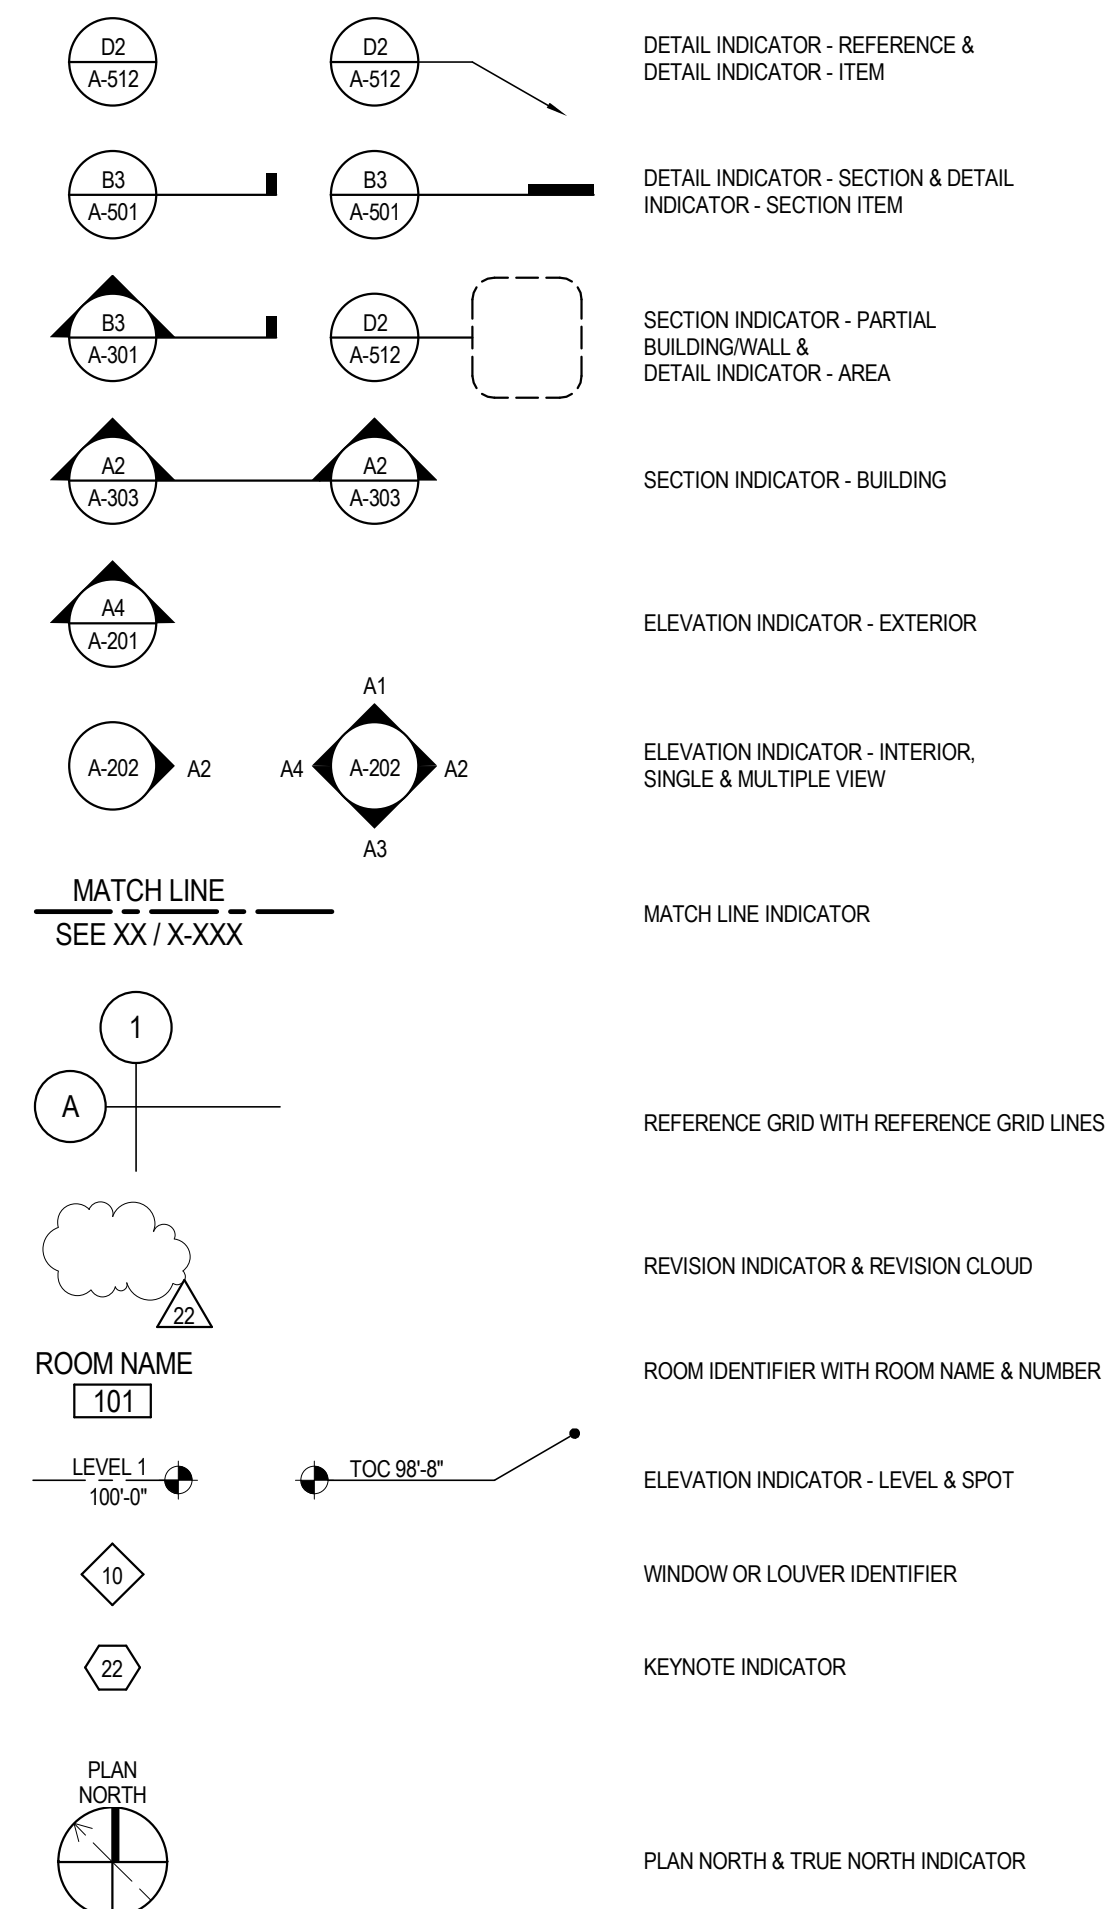 D2
A-512
D2
A-512
DETAIL INDICATOR - REFERENCE &
DETAIL INDICATOR - ITEM
B3
A-501
B3
A-501
DETAIL INDICATOR - SECTION & DETAIL
INDICATOR - SECTION ITEM
B3
A-301
D2
A-512
SECTION INDICATOR - PARTIAL
BUILDING/WALL &
DETAIL INDICATOR - AREA
A2
A-303
A2
A-303
SECTION INDICATOR - BUILDING
A4
A-201
ELEVATION INDICATOR - EXTERIOR
A-202
A2
A1
A4
A-202
A2
A3
ELEVATION INDICATOR - INTERIOR,
SINGLE & MULTIPLE VIEW
MATCH LINE
SEE XX / X-XXX
MATCH LINE INDICATOR
1
A
REFERENCE GRID WITH REFERENCE GRID LINES
22
REVISION INDICATOR & REVISION CLOUD
ROOM NAME
101
ROOM IDENTIFIER WITH ROOM NAME & NUMBER
LEVEL 1
100'-0"
TOC 98'-8"
ELEVATION INDICATOR - LEVEL & SPOT
10
WINDOW OR LOUVER IDENTIFIER
22
KEYNOTE INDICATOR
PLAN
NORTH
PLAN NORTH & TRUE NORTH INDICATOR